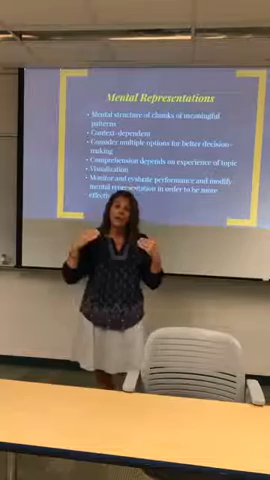 Mental Representations
• Mental structure of chunks of meaningful
patterns
• Context-dependent
• Consider multiple options for better decision-
making
• Comprehension depends on experience of topic
• Visualization
• Monitor and evaluate performance and modify
mental representation in order to be more